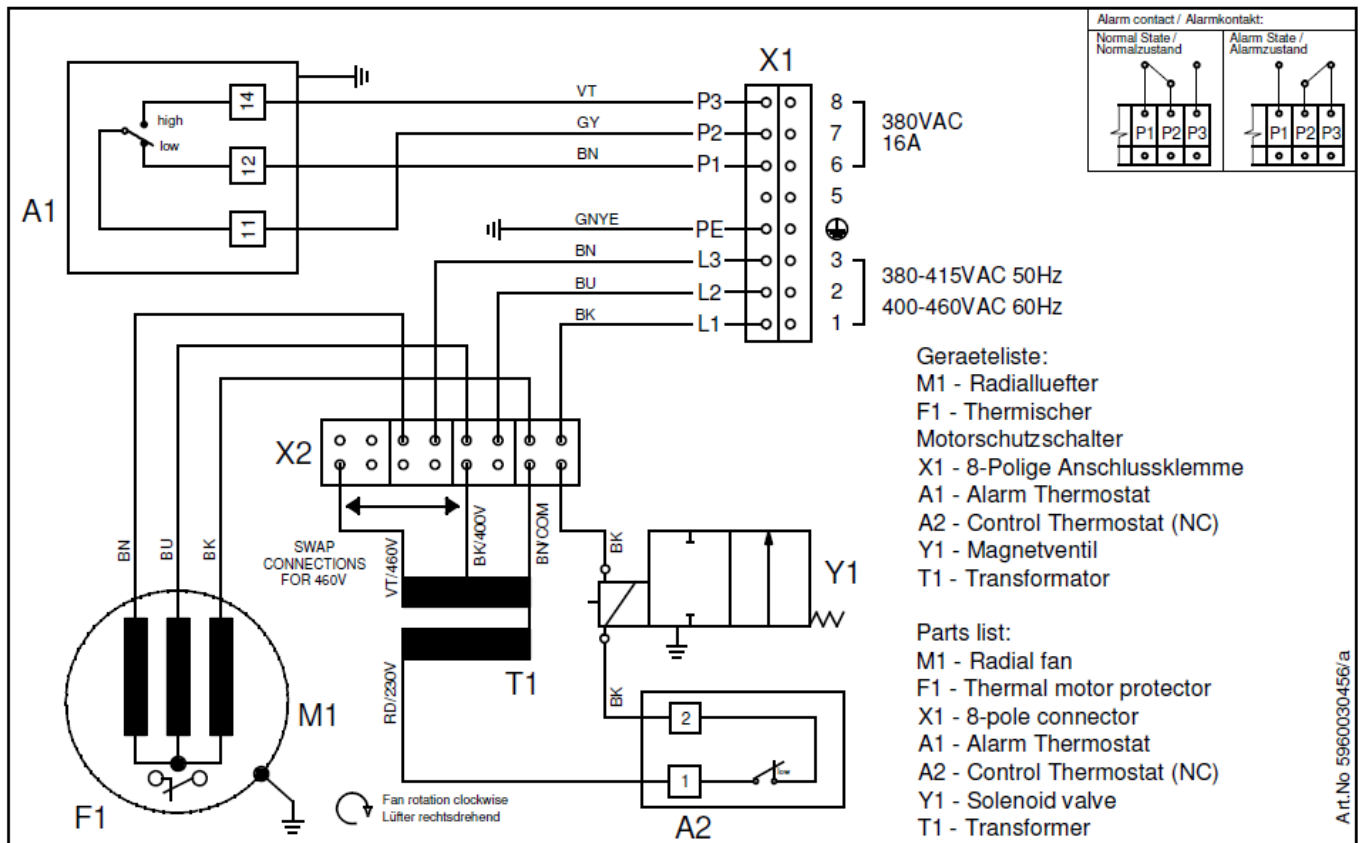 Alarm contact / Alarmkontakt:
Normal State /
Normalzustand
Alarm State /
Alarmzustand
P1 P2 P3
P1 P2 P3
X1
A1
14
high
low
12
11
VT
GY
BN
GNYE
BN
BU
BK
P3
P2
P1
PE
L3
L2
L1
8
7
6
5
3
2
1
380VAC
16A
380-415VAC 50Hz
400-460VAC 60Hz
X2
BN
BU
BK
SWAP
CONNECTIONS
FOR 460V
VT/460V
BK/400V
BN/COM
BK
Y1
RD/230V
T1
BK
2
1
low
A2
M1
F1
Fan rotation clockwise
Lüfter rechtsdrehend
Geraeteliste:
M1 - Radialluefter
F1 - Thermischer
Motorschutzschalter
X1 - 8-Polige Anschlussklemme
A1 - Alarm Thermostat
A2 - Control Thermostat (NC)
Y1 - Magnetventil
T1 - Transformator
Parts list:
M1 - Radial fan
F1 - Thermal motor protector
X1 - 8-pole connector
A1 - Alarm Thermostat
A2 - Control Thermostat (NC)
Y1 - Solenoid valve
T1 - Transformer
Art.No 5960030456/a